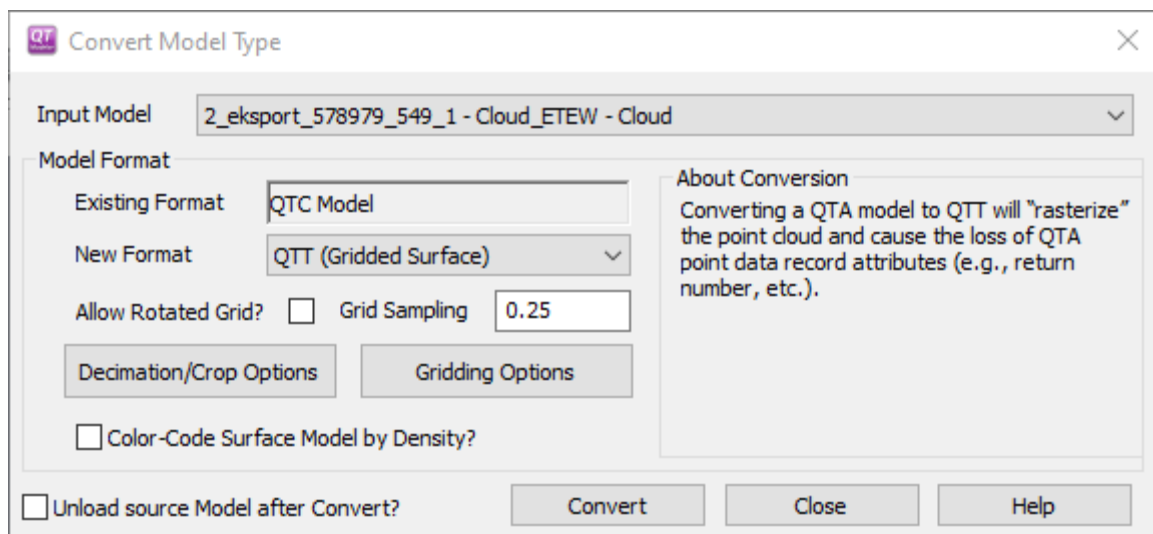 QT
Convert Model Type
Input Model 2_eksport_578979_549_1 - Cloud_ETEW - Cloud
Model Format
Existing Format QTC Model
New Format QTT (Gridded Surface)
Allow Rotated Grid? Grid Sampling 0.25
Decimation/Crop Options Gridding Options
Color-Code Surface Model by Density?
About Conversion
Converting a QTA model to QTT will “rasterize”
the point cloud and cause the loss of QTA
point data record attributes (e.g., return
number, etc.).
Unload source Model after Convert? Convert Close Help